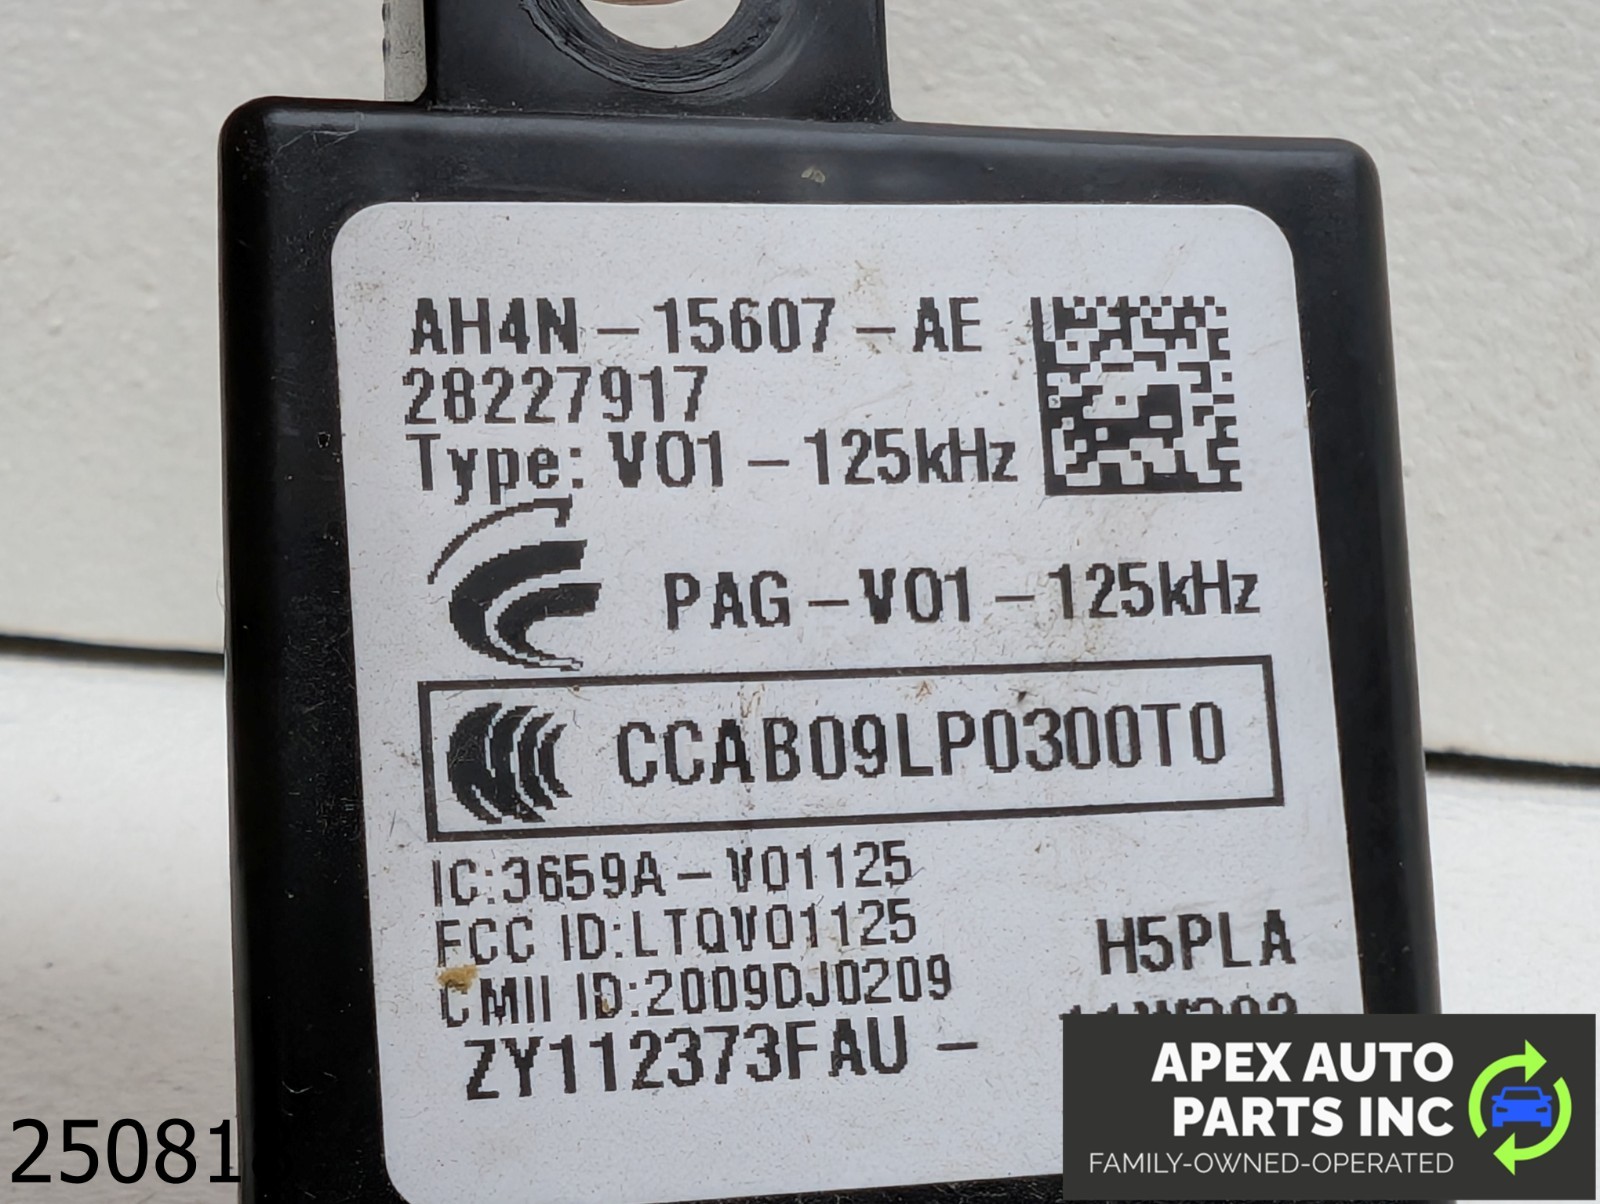 AH4N-15607-AE
28227917
Type: V01-125kHz
PAG-V01-125kHz
CCAB09LP0300T0
IC:3659A-V01125
FCC ID:LTQV01125
CMII ID:2009DJ0209
H5PLA
ZY112373FAU-
25081
APEX AUTO
PARTS INC
FAMILY-OWNED-OPERATED